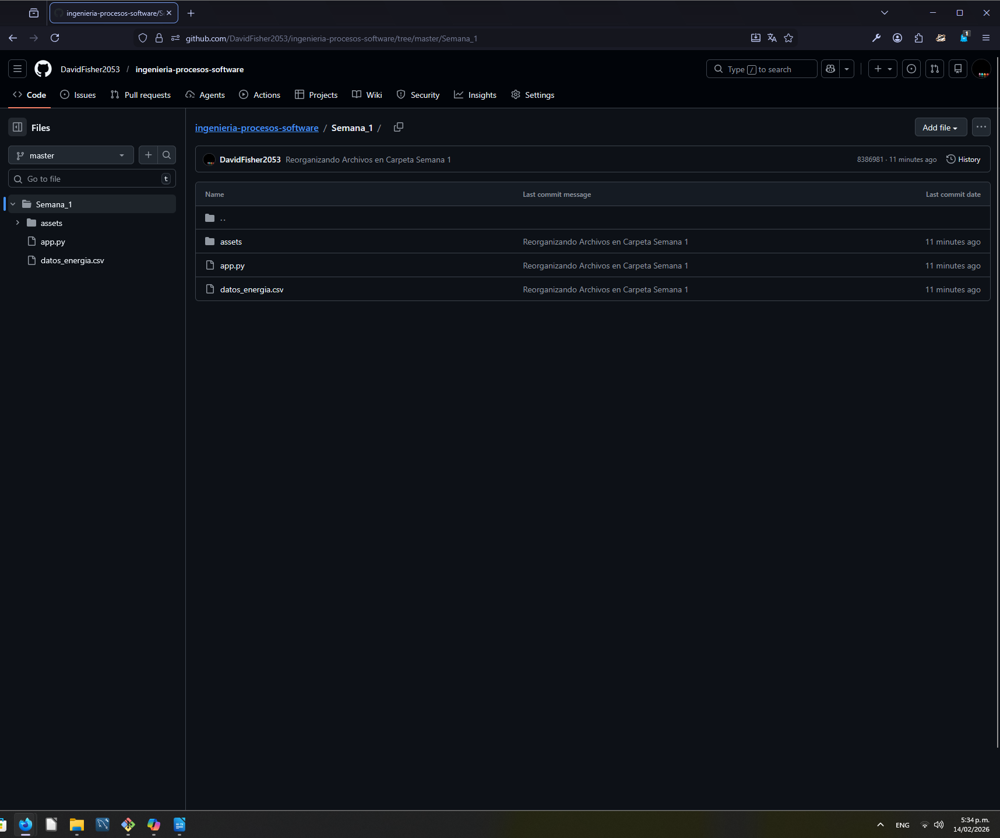 ingenieria-procesos-software/S
github.com/DavidFisher2053/ingenieria-procesos-software/tree/master/Semana_1
1
DavidFisher2053 / ingenieria-procesos-software
Type / to search
Code Issues Pull requests Agents Actions Projects Wiki Security Insights Settings
Files
ingenieria-procesos-software / Semana_1 /
Add file
master
Go to file t
DavidFisher2053 Reorganizando Archivos en Carpeta Semana 1 8386981 · 11 minutes ago History
Semana_1
assets
app.py
datos_energia.csv
Name Last commit message Last commit date
..
assets Reorganizando Archivos en Carpeta Semana 1 11 minutes ago
app.py Reorganizando Archivos en Carpeta Semana 1 11 minutes ago
datos_energia.csv Reorganizando Archivos en Carpeta Semana 1 11 minutes ago
ENG
5:34 p. m.
14/02/2026